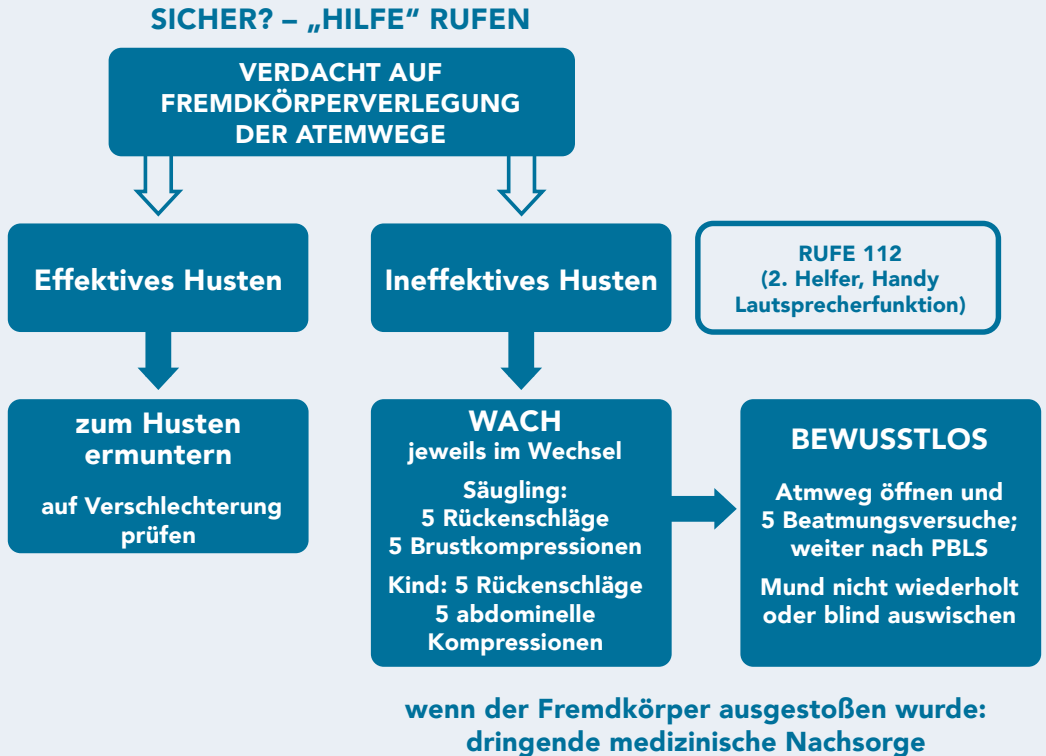 SICHER? – „HILFE“ RUFEN
VERDACHT AUF
FREMDKÖRPERVERLEGUNG
DER ATEMWEGE
Effektives Husten
Ineffektives Husten
RUFE 112
(2. Helfer, Handy
Lautsprecherfunktion)
zum Husten
ermuntern
auf Verschlechterung
prüfen
WACH
jeweils im Wechsel
Säugling:
5 Rückenschläge
5 Brustkompressionen
Kind: 5 Rückenschläge
5 abdominelle
Kompressionen
BEWUSSTLOS
Atmweg öffnen und
5 Beatmungsversuche;
weiter nach PBLS
Mund nicht wiederholt
oder blind auswischen
wenn der Fremdkörper ausgestoßen wurde:
dringende medizinische Nachsorge